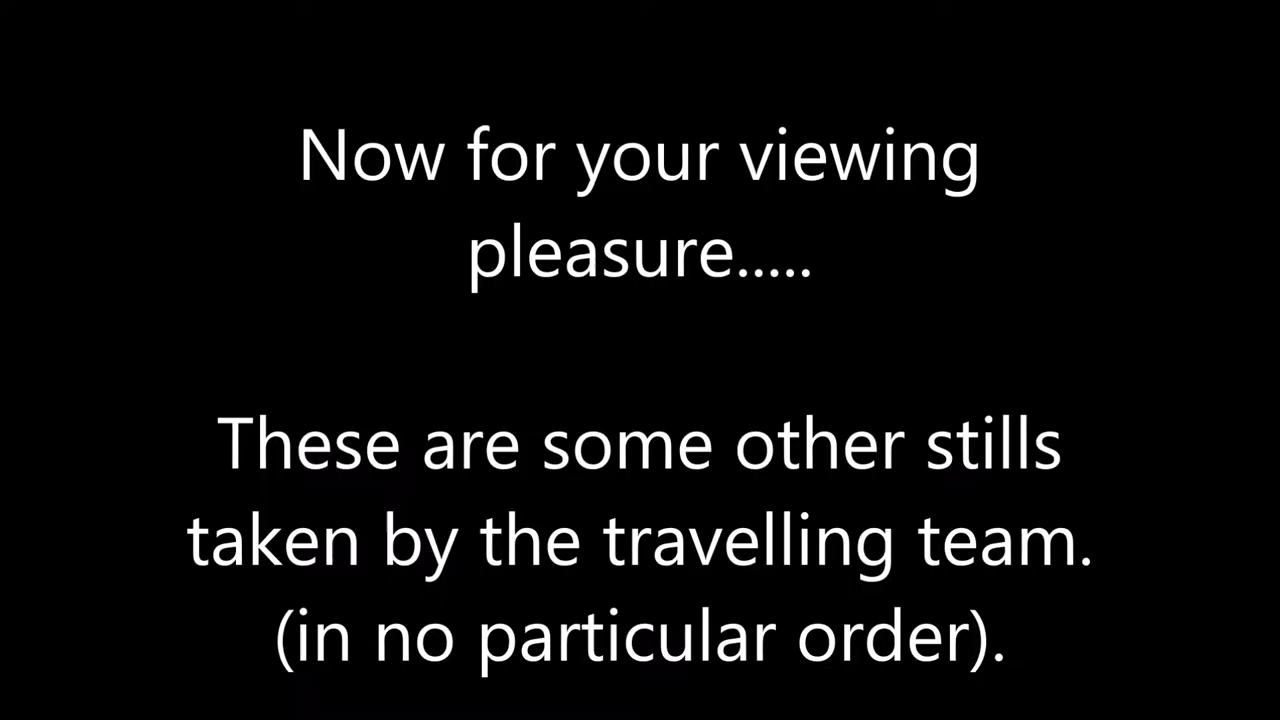 Now for your viewing
pleasure.....
These are some other stills
taken by the travelling team.
(in no particular order).